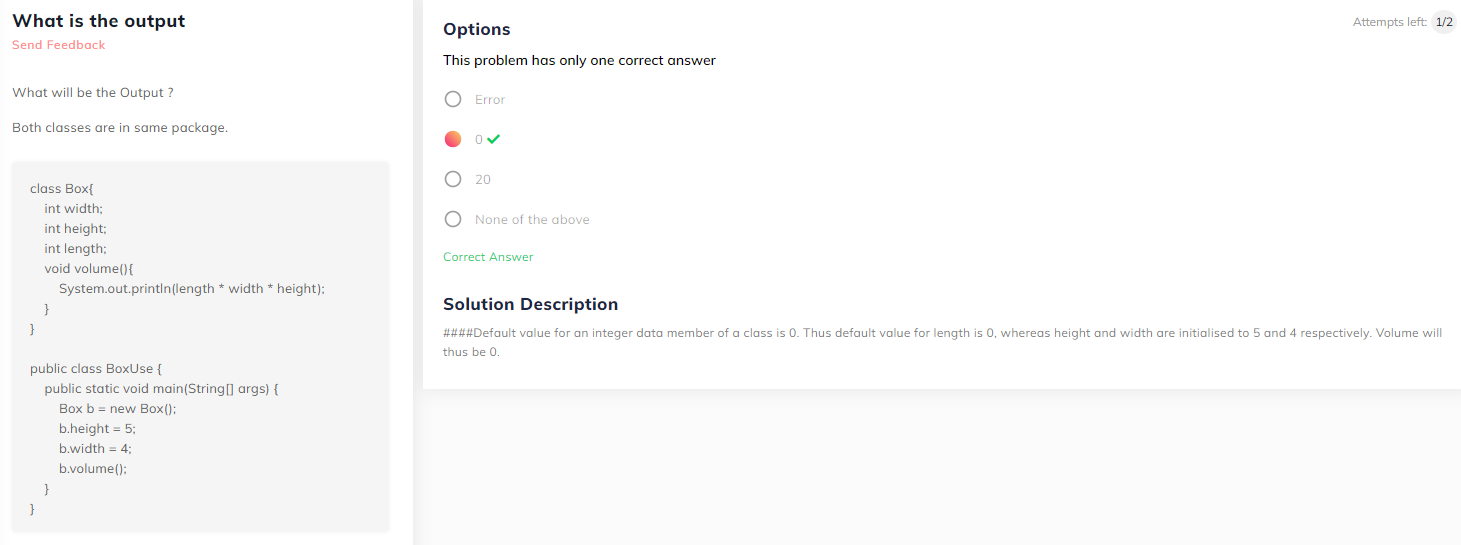 What is the output
Send Feedback
What will be the Output ?
Both classes are in same package.
class Box{
    int width;
    int height;
    int length;
    void volume(){
        System.out.println(length * width * height);
    }
}

public class BoxUse {
    public static void main(String[] args) {
        Box b = new Box();
        b.height = 5;
        b.width = 4;
        b.volume();
    }
}
Options
Attempts left: 1/2
This problem has only one correct answer
Error
0
20
None of the above
Correct Answer
Solution Description
####Default value for an integer data member of a class is 0. Thus default value for length is 0, whereas height and width are initialised to 5 and 4 respectively. Volume will
thus be 0.